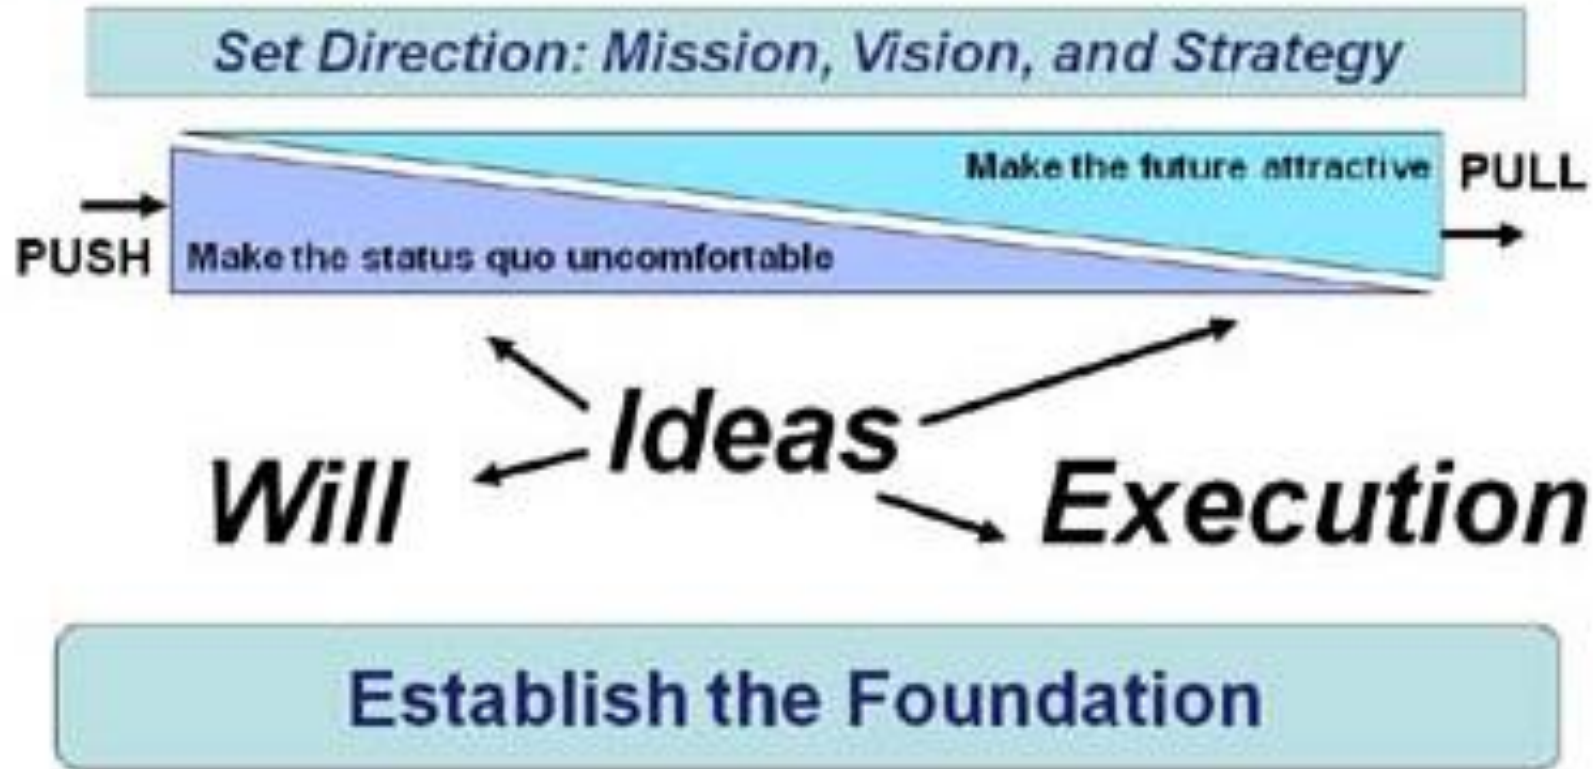 Set Direction: Mission, Vision, and Strategy
Make the future attractive
PULL
PUSH
Make the status quo uncomfortable
Ideas
Will
Execution
Establish the Foundation